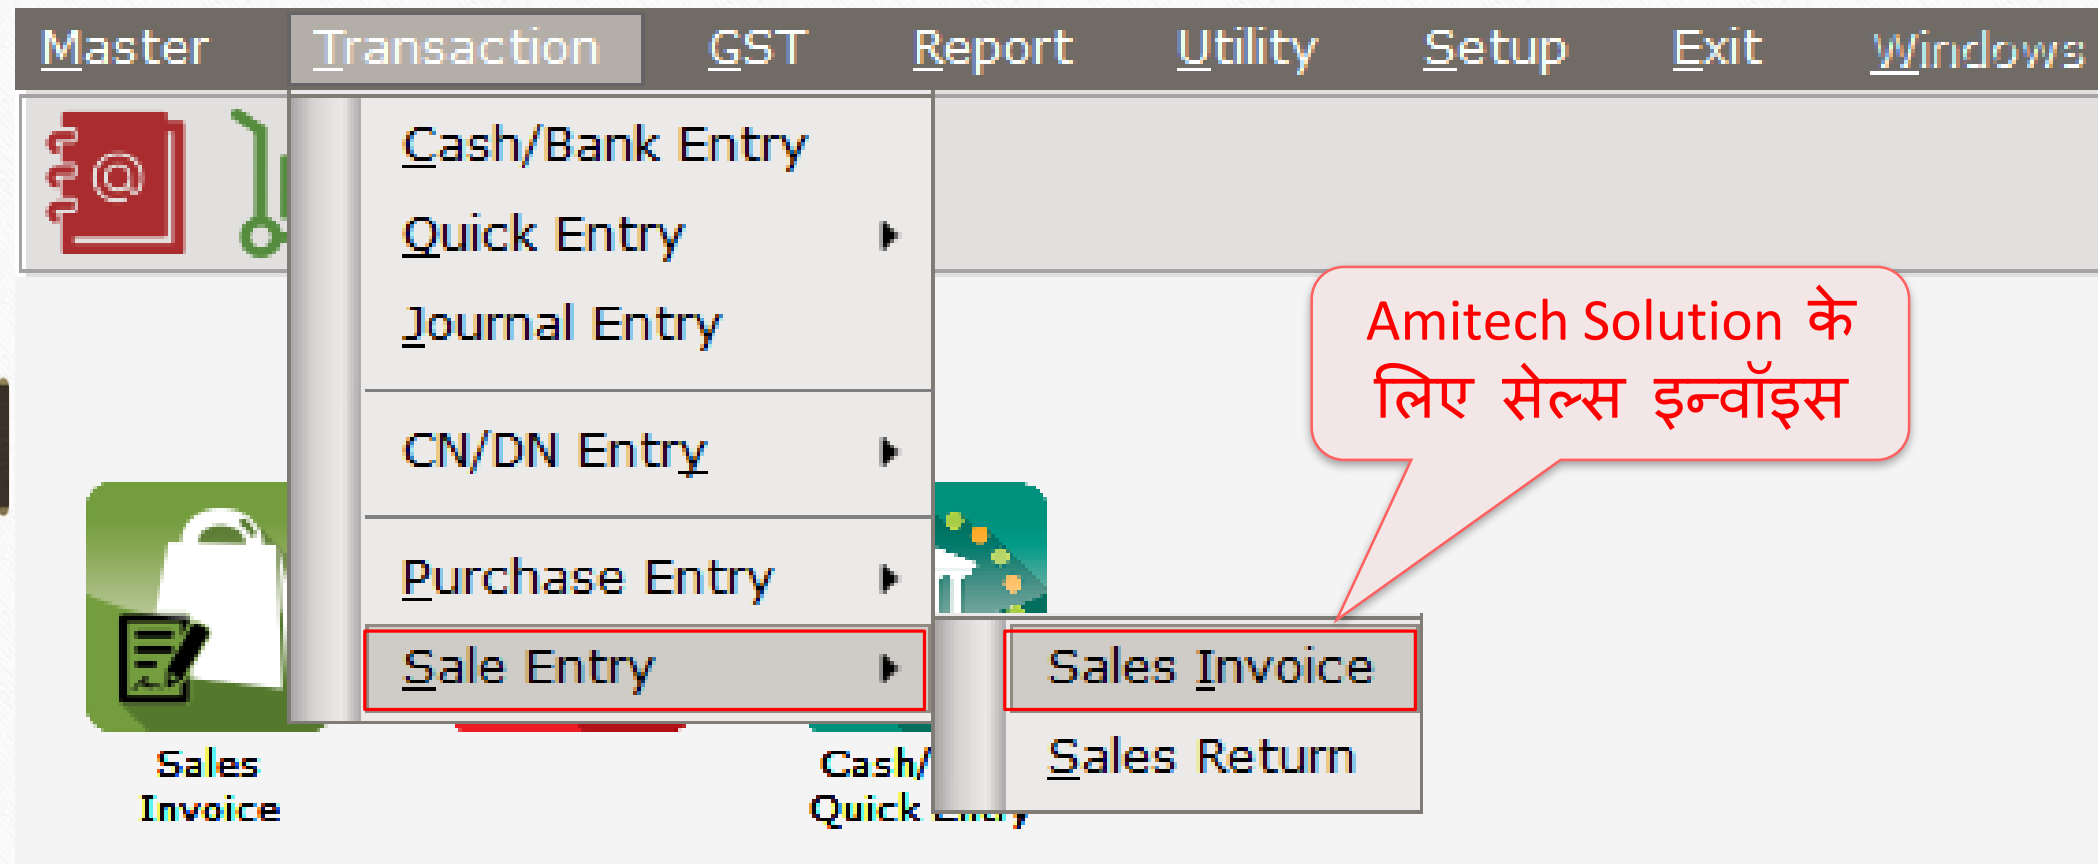 Master Transaction GST Report Utility Setup Exit Windows
Cash/Bank Entry
Quick Entry
Journal Entry
CN/DN Entry
Purchase Entry
Sale Entry
Amitech Solution के
लिए सेल्स इन्वॉइस
Sales Invoice
Sales Return
Sales
Invoice
Cash/
Quick